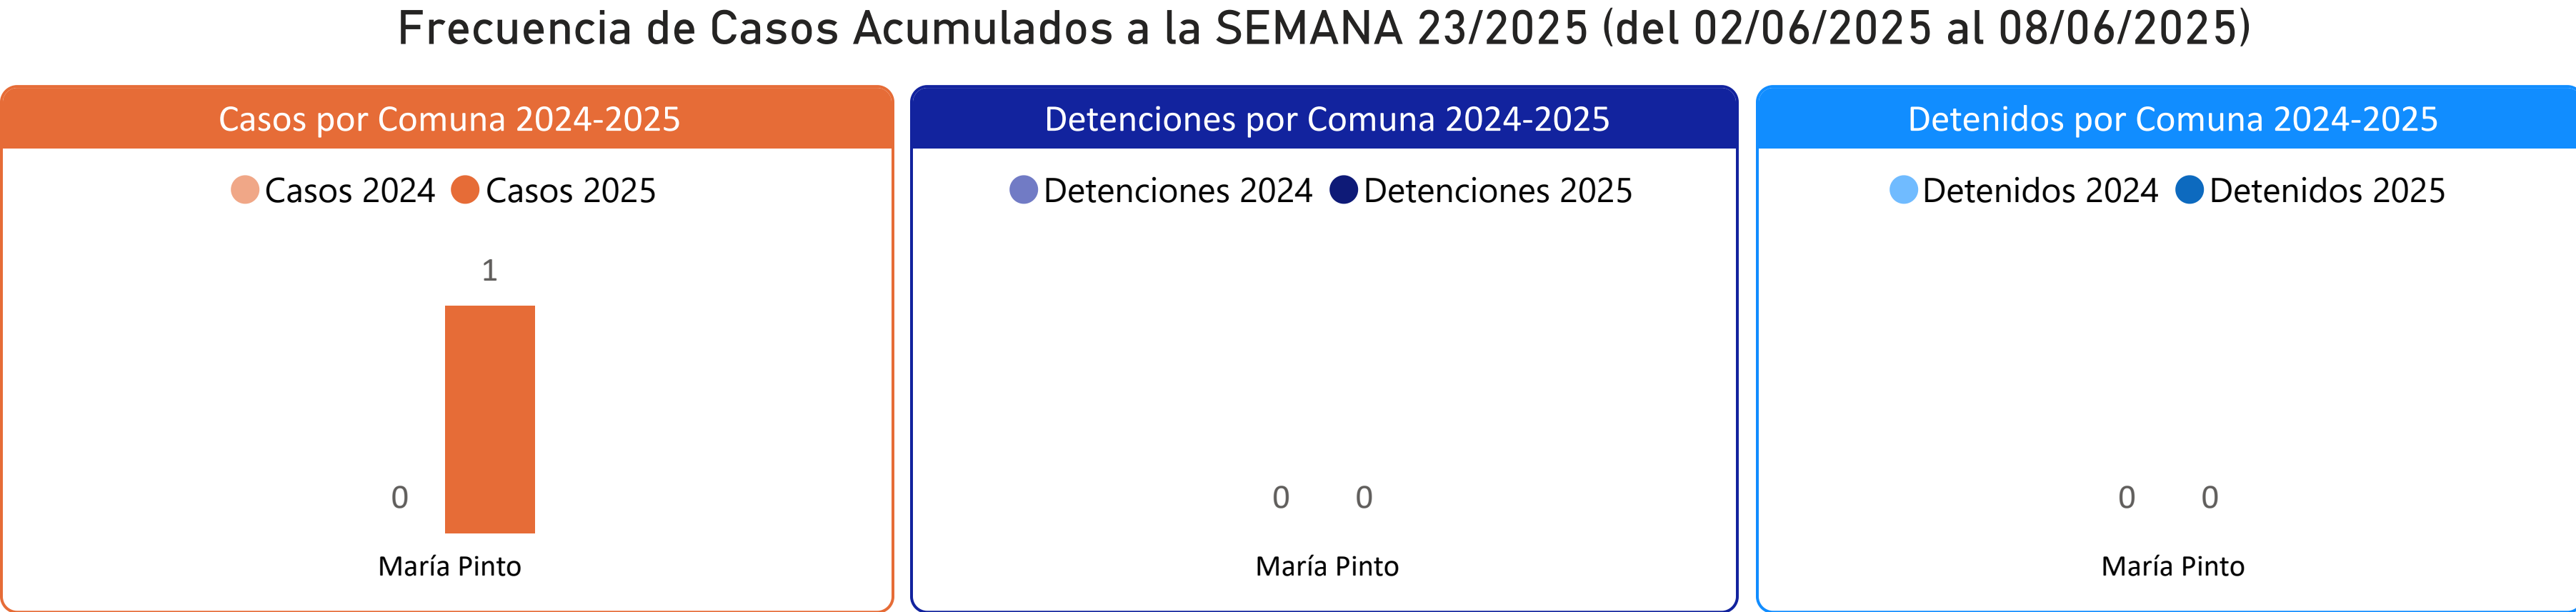 Frecuencia de Casos Acumulados a la SEMANA 23/2025 (del 02/06/2025 al 08/06/2025)
Casos por Comuna 2024-2025
Casos 2024 Casos 2025
1
0
María Pinto
Detenciones por Comuna 2024-2025
Detenciones 2024 Detenciones 2025
0 0
María Pinto
Detenidos por Comuna 2024-2025
Detenidos 2024 Detenidos 2025
0 0
María Pinto